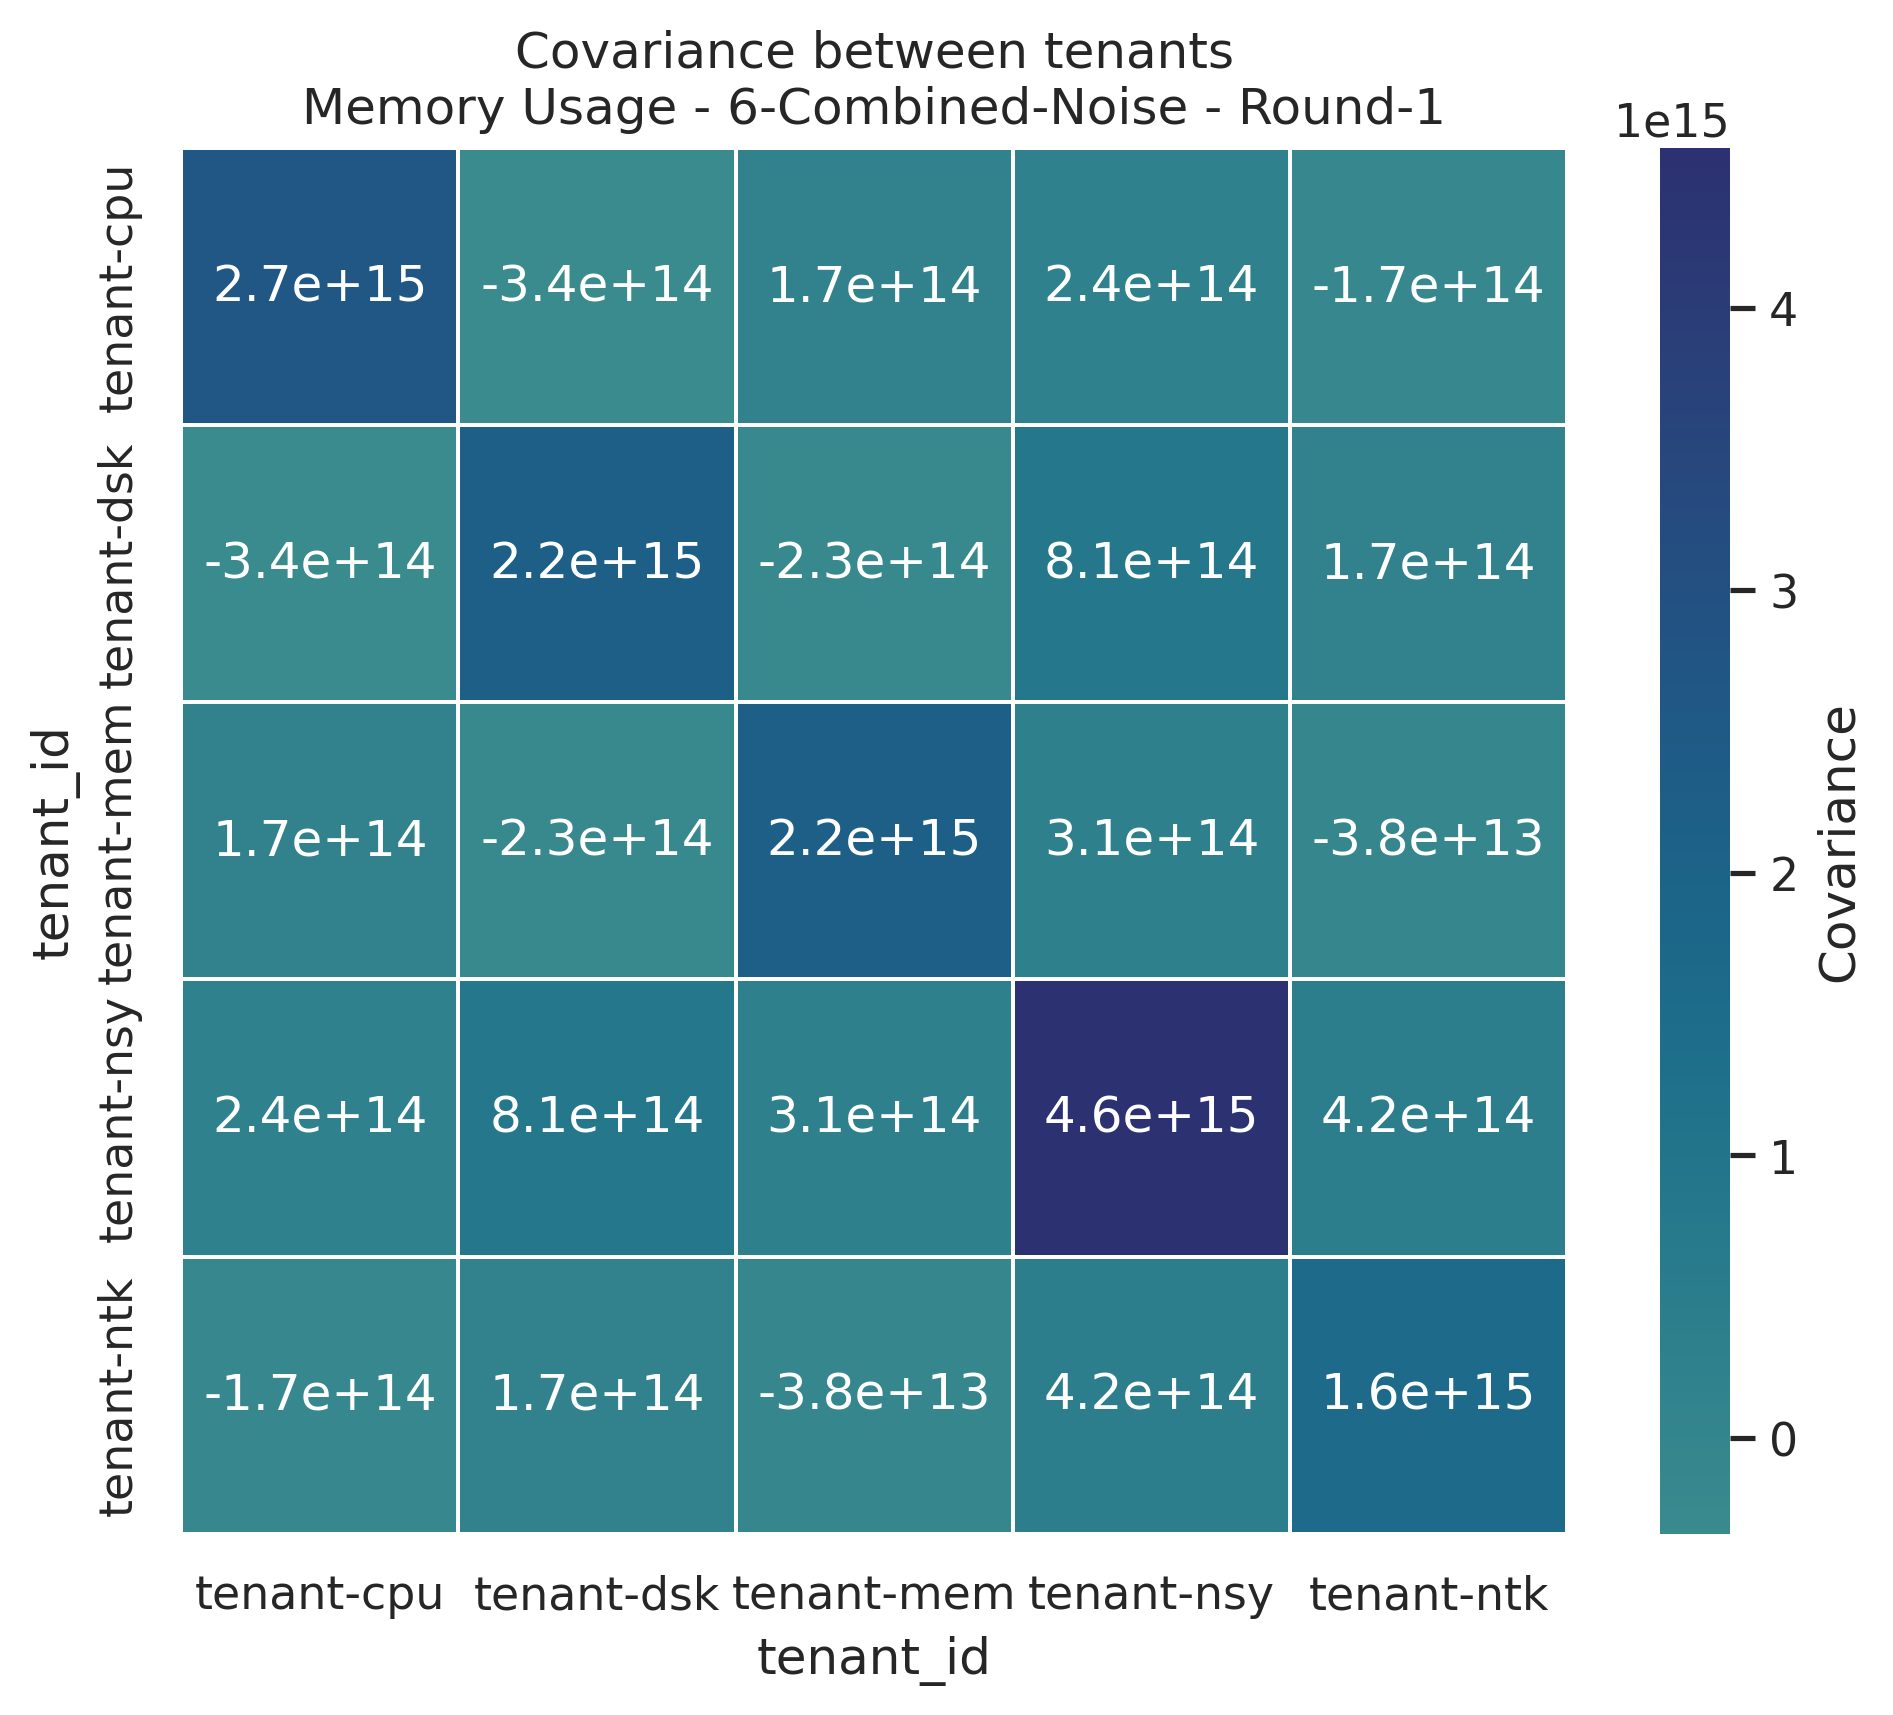 Covariance between tenants
Memory Usage - 6-Combined-Noise - Round-1
1e15
tenant-cpu
2.7e+15 -3.4e+14 1.7e+14 2.4e+14 -1.7e+14
4
tenant-dsk
-3.4e+14 2.2e+15 -2.3e+14 8.1e+14 1.7e+14
3
tenant_id
tenant-mem
1.7e+14 -2.3e+14 2.2e+15 3.1e+14 -3.8e+13
2
Covariance
tenant-nsy
2.4e+14 8.1e+14 3.1e+14 4.6e+15 4.2e+14
1
tenant-ntk
-1.7e+14 1.7e+14 -3.8e+13 4.2e+14 1.6e+15
0
tenant-cpu tenant-dsk tenant-mem tenant-nsy tenant-ntk
tenant_id